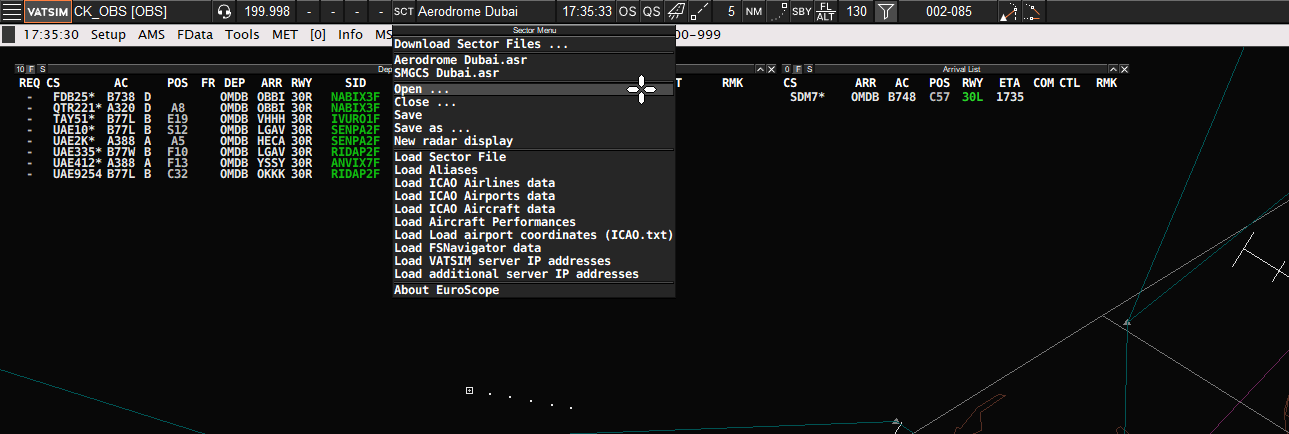 VATSIM CK_OBS [OBS] 199.998 - - - - SCT Aerodrome Dubai 17:35:33 OS QS 5 NM SBY FL ALT 130 002-085
17:35:30 Setup AMS FData Tools MET [0] Info MS 00-999
Sector Menu
Download Sector Files ...
Aerodrome Dubai.asr
SMGCS Dubai.asr
Open ...
Close ...
Save
Save as ...
New radar display
Load Sector File
Load Aliases
Load ICAO Airlines data
Load ICAO Airports data
Load ICAO Aircraft data
Load Aircraft Performances
Load Load airport coordinates (ICAO.txt)
Load FSNavigator data
Load VATSIM server IP addresses
Load additional server IP addresses
About EuroScope
10 F S Dep
REQ CS AC POS FR DEP ARR RWY SID T RMK
- FDB25* B738 D OMDB OBBI 30R NABIX3F
- QTR221* A320 D A8 OMDB OBBI 30R NABIX3F
- TAY51* B77L B E19 OMDB VHHH 30R IVURO1F
- UAE10* B77L B S12 OMDB LGAV 30R SENPA2F
- UAE2K* A388 A A5 OMDB HECA 30R SENPA2F
- UAE335* B77W B F10 OMDB LGAV 30R RIDAP2F
- UAE412* A388 A F13 OMDB YSSY 30R ANVIX7F
- UAE9254 B77L B C32 OMDB OKKK 30R RIDAP2F
0 F S Arrival List
CS ARR AC POS RWY ETA COM CTL RMK
SDM7* OMDB B748 C57 30L 1735